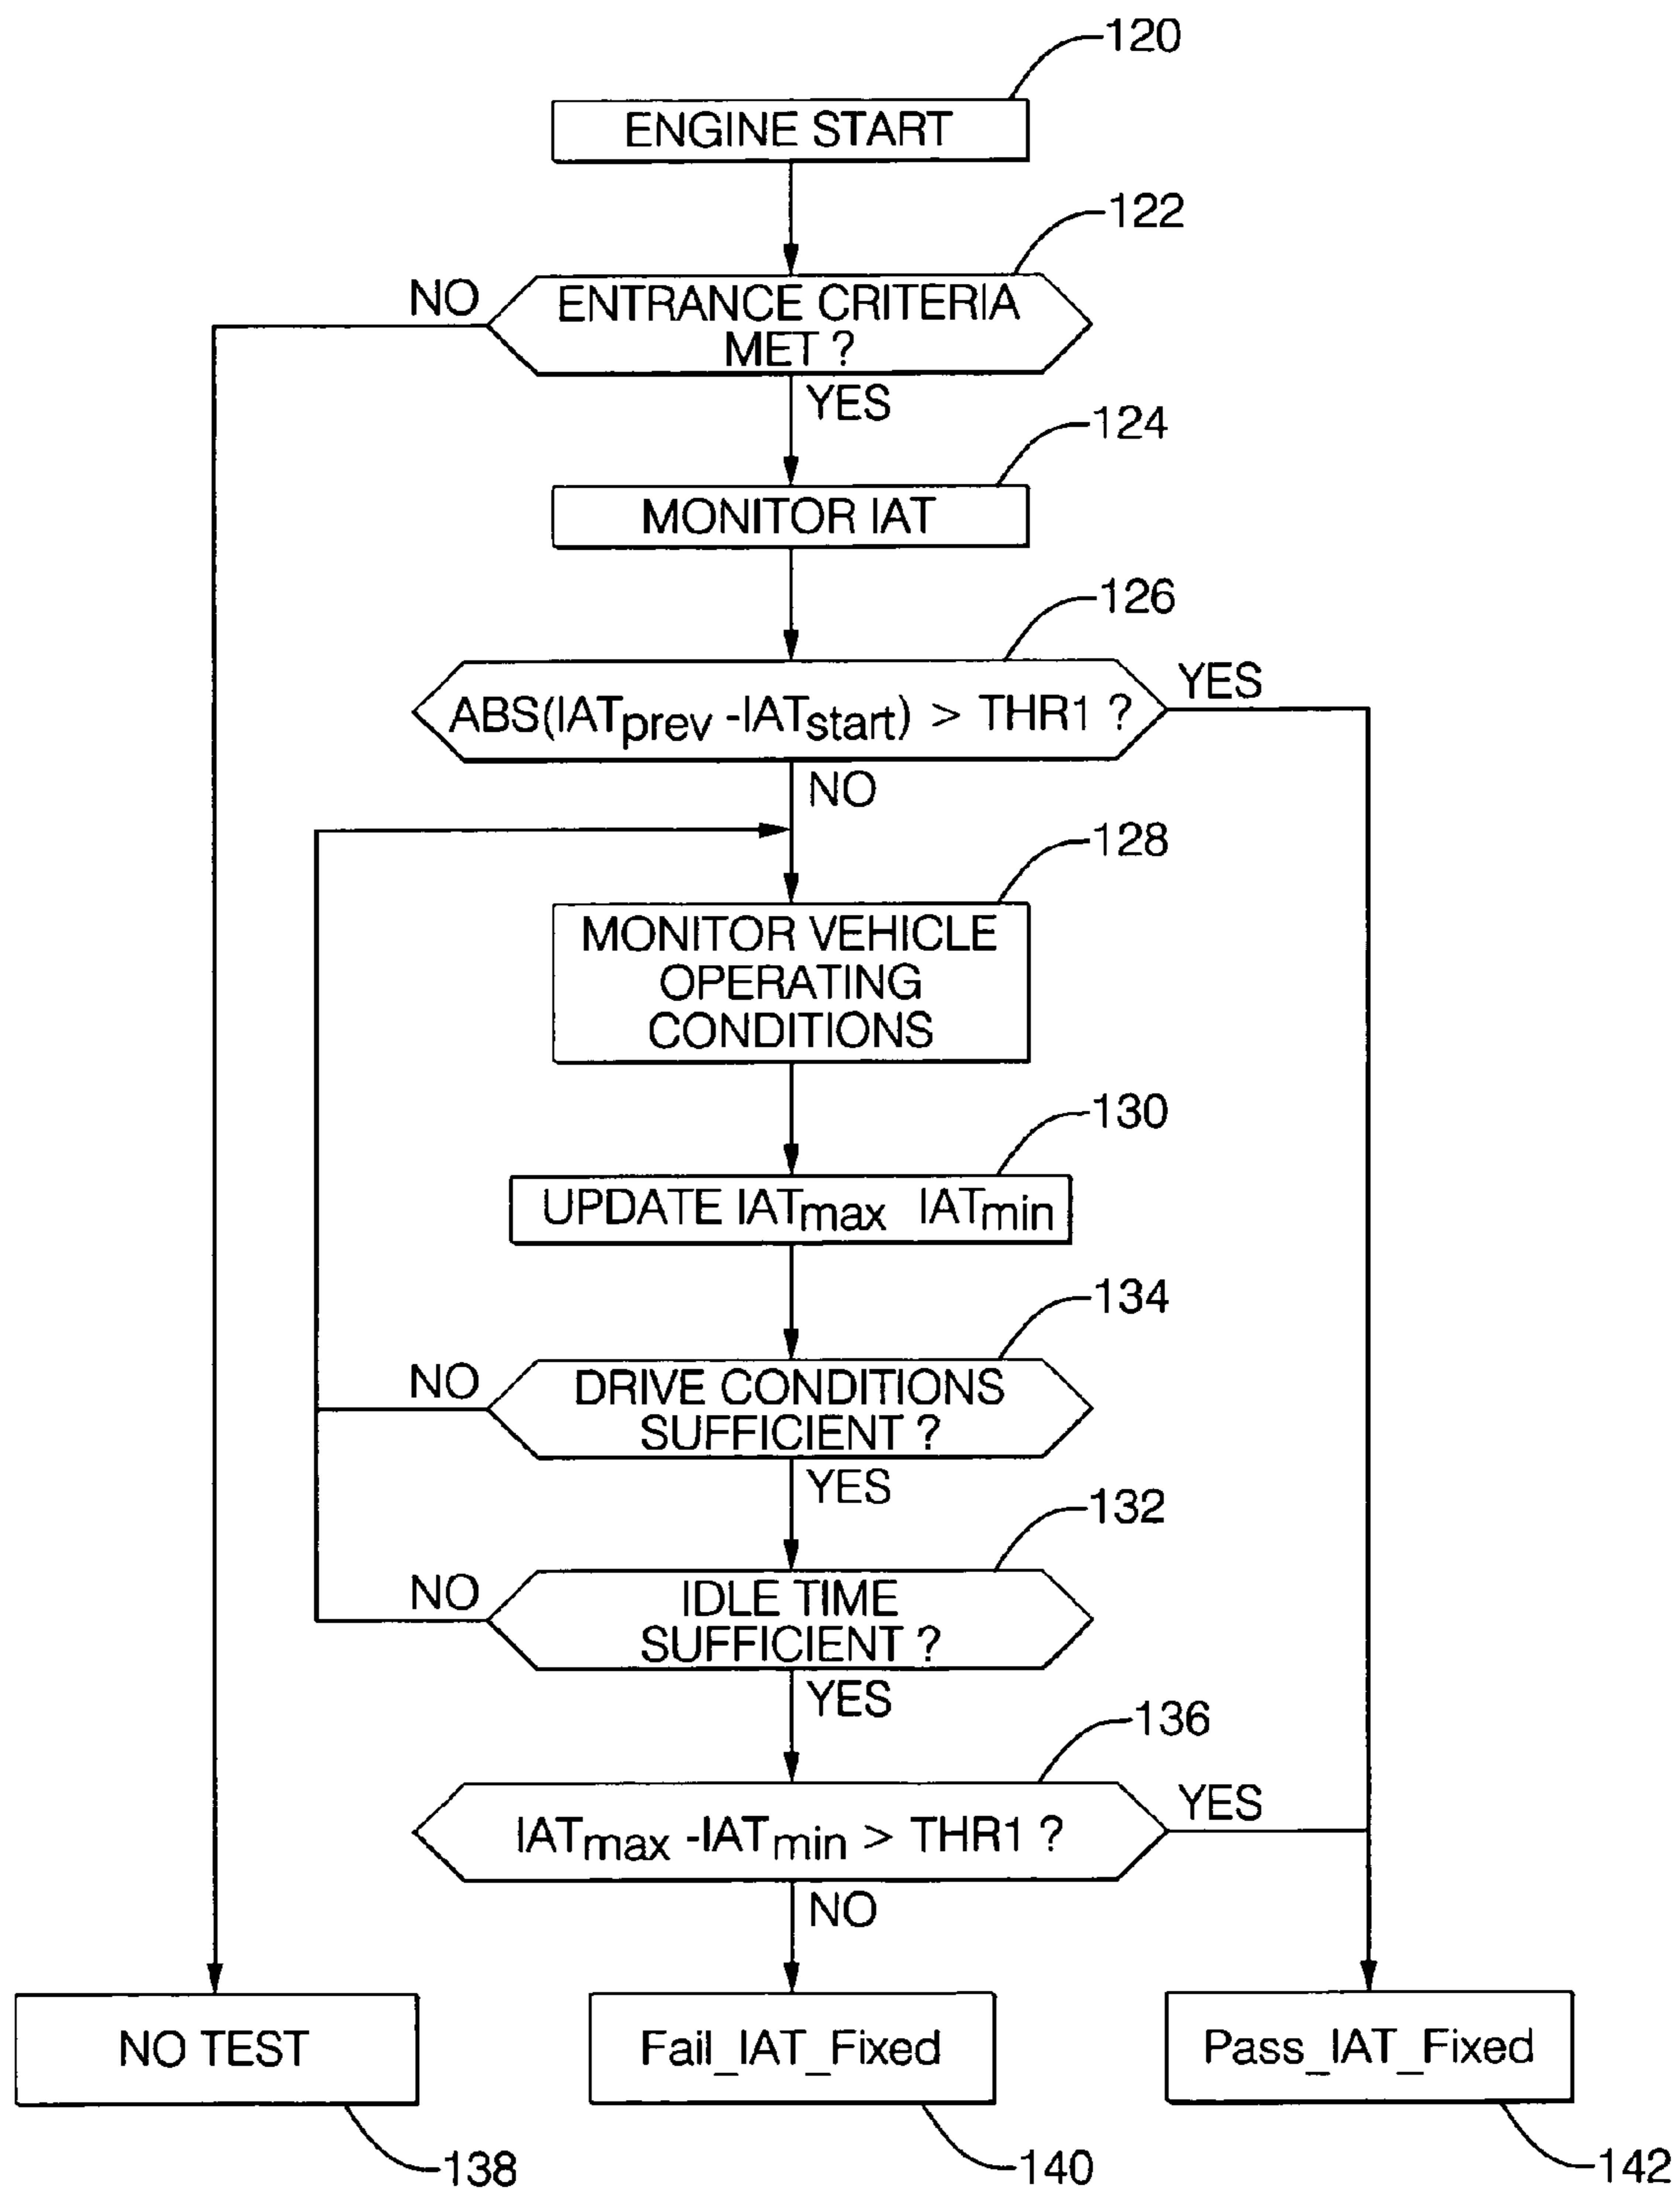 120
ENGINE START
122
NO
ENTRANCE CRITERIA
MET ?
YES
124
MONITOR IAT
126
ABS(IATprev -IATstart) > THR1 ?
YES
NO
128
MONITOR VEHICLE
OPERATING
CONDITIONS
130
UPDATE IATmax IATmin
134
NO
DRIVE CONDITIONS
SUFFICIENT ?
YES
132
NO
IDLE TIME
SUFFICIENT ?
YES
136
IATmax -IATmin > THR1 ?
YES
NO
NO TEST
Fail_IAT_Fixed
Pass_IAT_Fixed
138
140
142